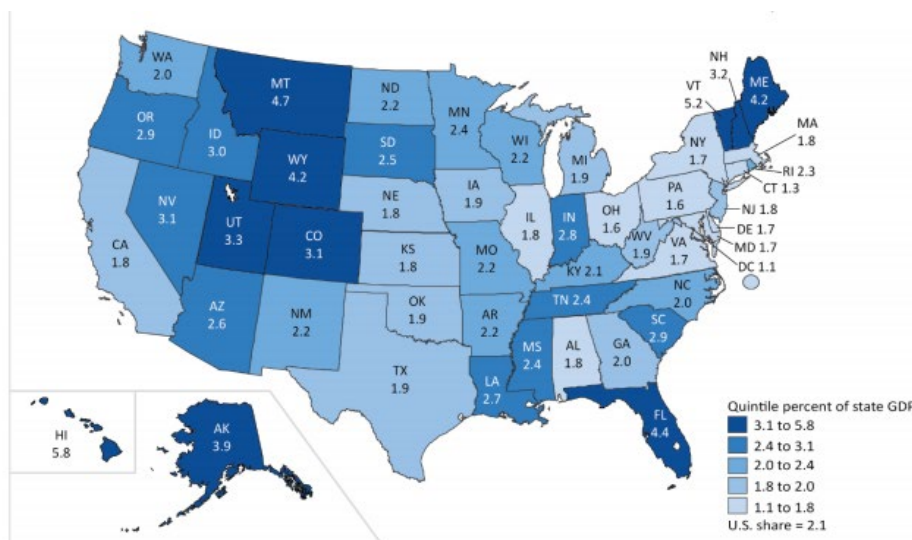 WA
2.0
OR
2.9
CA
1.8
NV
3.1
ID
3.0
MT
4.7
WY
4.2
UT
3.3
CO
3.1
AZ
2.6
NM
2.2
ND
2.2
SD
2.5
NE
1.8
KS
1.8
OK
1.9
TX
1.9
MN
2.4
IA
1.9
MO
2.2
AR
2.2
LA
2.7
WI
2.2
IL
1.8
MI
1.9
IN
2.8
OH
1.6
KY 2.1
TN 2.4
MS
2.4
AL
1.8
GA
2.0
FL
4.4
SC
2.9
NC
2.0
VA
1.7
WV
1.9
PA
1.6
NY
1.7
VT
5.2
NH
3.2
ME
4.2
MA
1.8
RI 2.3
CT 1.3
NJ 1.8
DE 1.7
MD 1.7
DC 1.1
HI
5.8
AK
3.9
Quintile percent of state GDP
3.1 to 5.8
2.4 to 3.1
2.0 to 2.4
1.8 to 2.0
1.1 to 1.8
U.S. share = 2.1